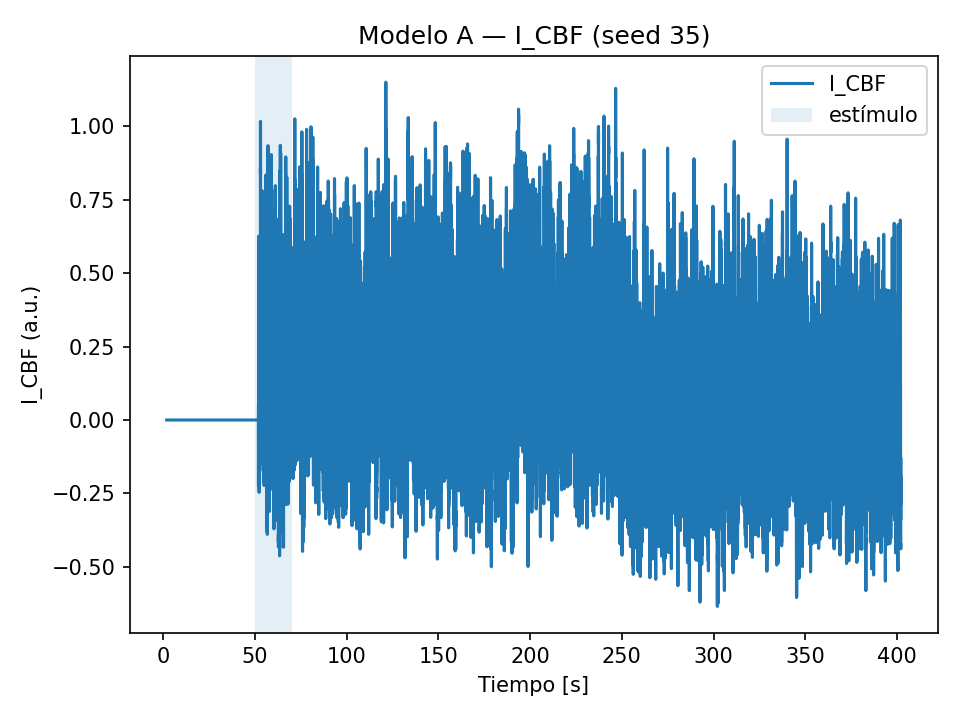 Modelo A — I_CBF (seed 35)
I_CBF
estímulo
1.00
0.75
0.50
0.25
0.00
−0.25
−0.50
I_CBF (a.u.)
0 50 100 150 200 250 300 350 400
Tiempo [s]